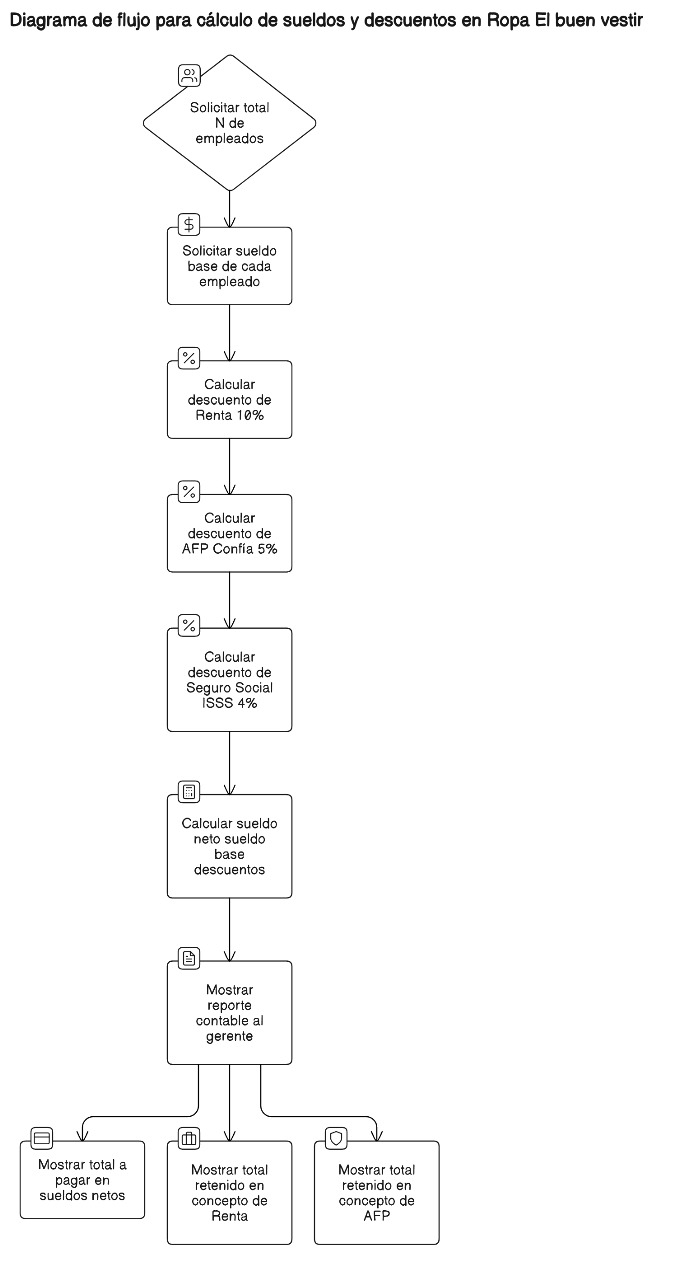 Diagrama de flujo para cálculo de sueldos y descuentos en Ropa El buen vestir
Solicitar total
N de
empleados
Solicitar sueldo
base de cada
empleado
Calcular
descuento de
Renta 10%
Calcular
descuento de
AFP Confía 5%
Calcular
descuento de
Seguro Social
ISSS 4%
Calcular sueldo
neto sueldo
base
descuentos
Mostrar
reporte
contable al
gerente
Mostrar total a
pagar en
sueldos netos
Mostrar total
retenido en
concepto de
Renta
Mostrar total
retenido en
concepto de
AFP